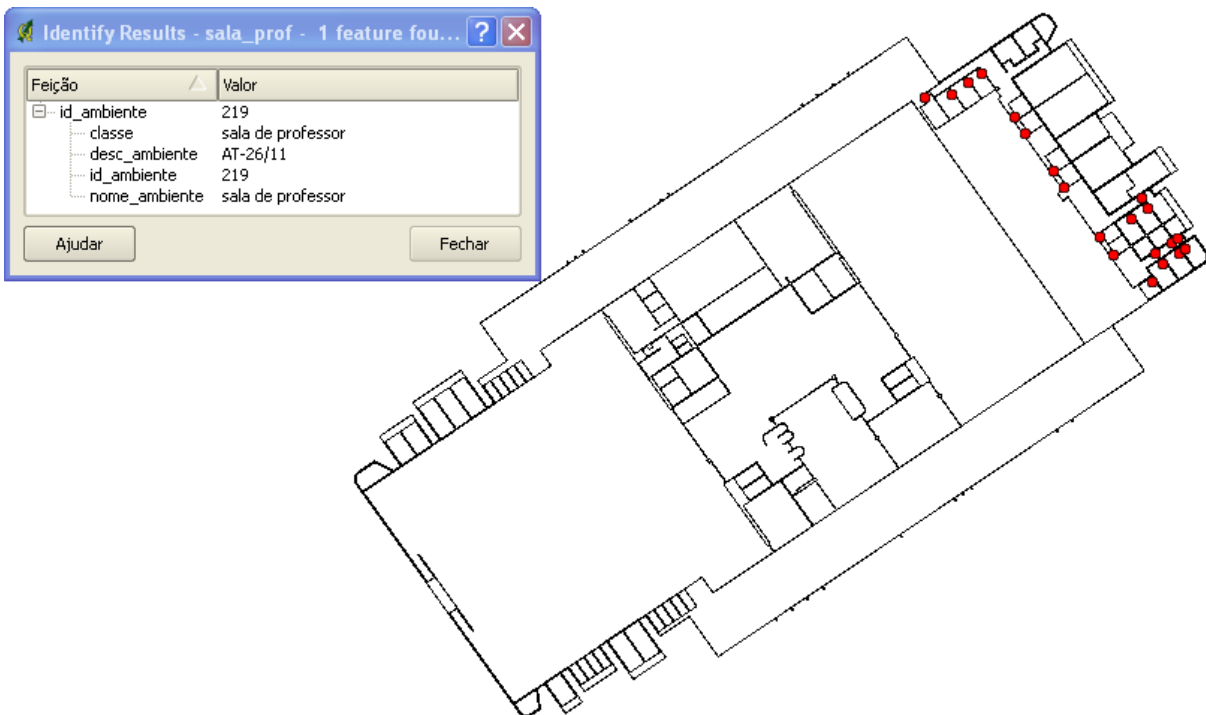 Identify Results - sala_prof - 1 feature fou...
Feição Valor
id_ambiente 219
classe sala de professor
desc_ambiente AT-26/11
id_ambiente 219
nome_ambiente sala de professor
Ajudar Fechar